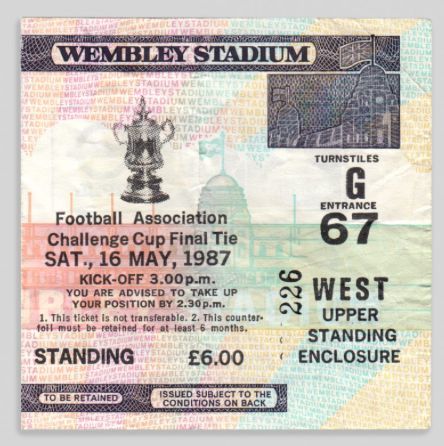 WEMBLEY STADIUM
TURNSTILES
G
ENTRANCE
67
Football Association
Challenge Cup Final Tie
SAT., 16 MAY, 1987
KICK-OFF 3.00 p.m.
YOU ARE ADVISED TO TAKE UP
YOUR POSITION BY 2.30 p.m.
1. This ticket is not transferable. 2. This counter-
foil must be retained for at least 6 months.
STANDING £6.00
226
WEST
UPPER
STANDING
ENCLOSURE
TO BE RETAINED
ISSUED SUBJECT TO THE
CONDITIONS ON BACK